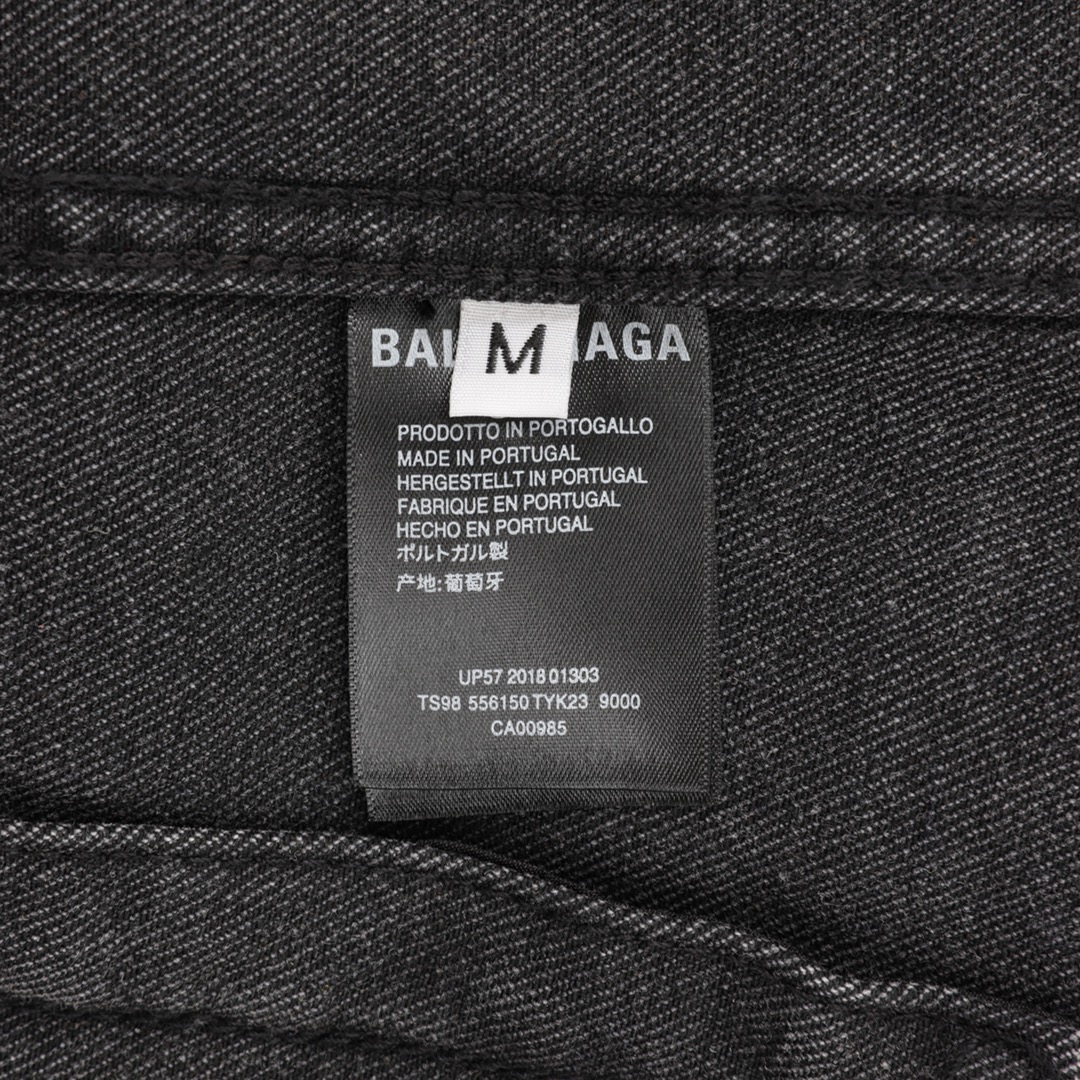 BAL M AGA
PRODOTTO IN PORTOGALLO
MADE IN PORTUGAL
HERGESTELLT IN PORTUGAL
FABRIQUE EN PORTUGAL
HECHO EN PORTUGAL
ポルトガル製
产地:葡萄牙
UP57 2018 01303
TS98 556150 TYK23 9000
CA00985